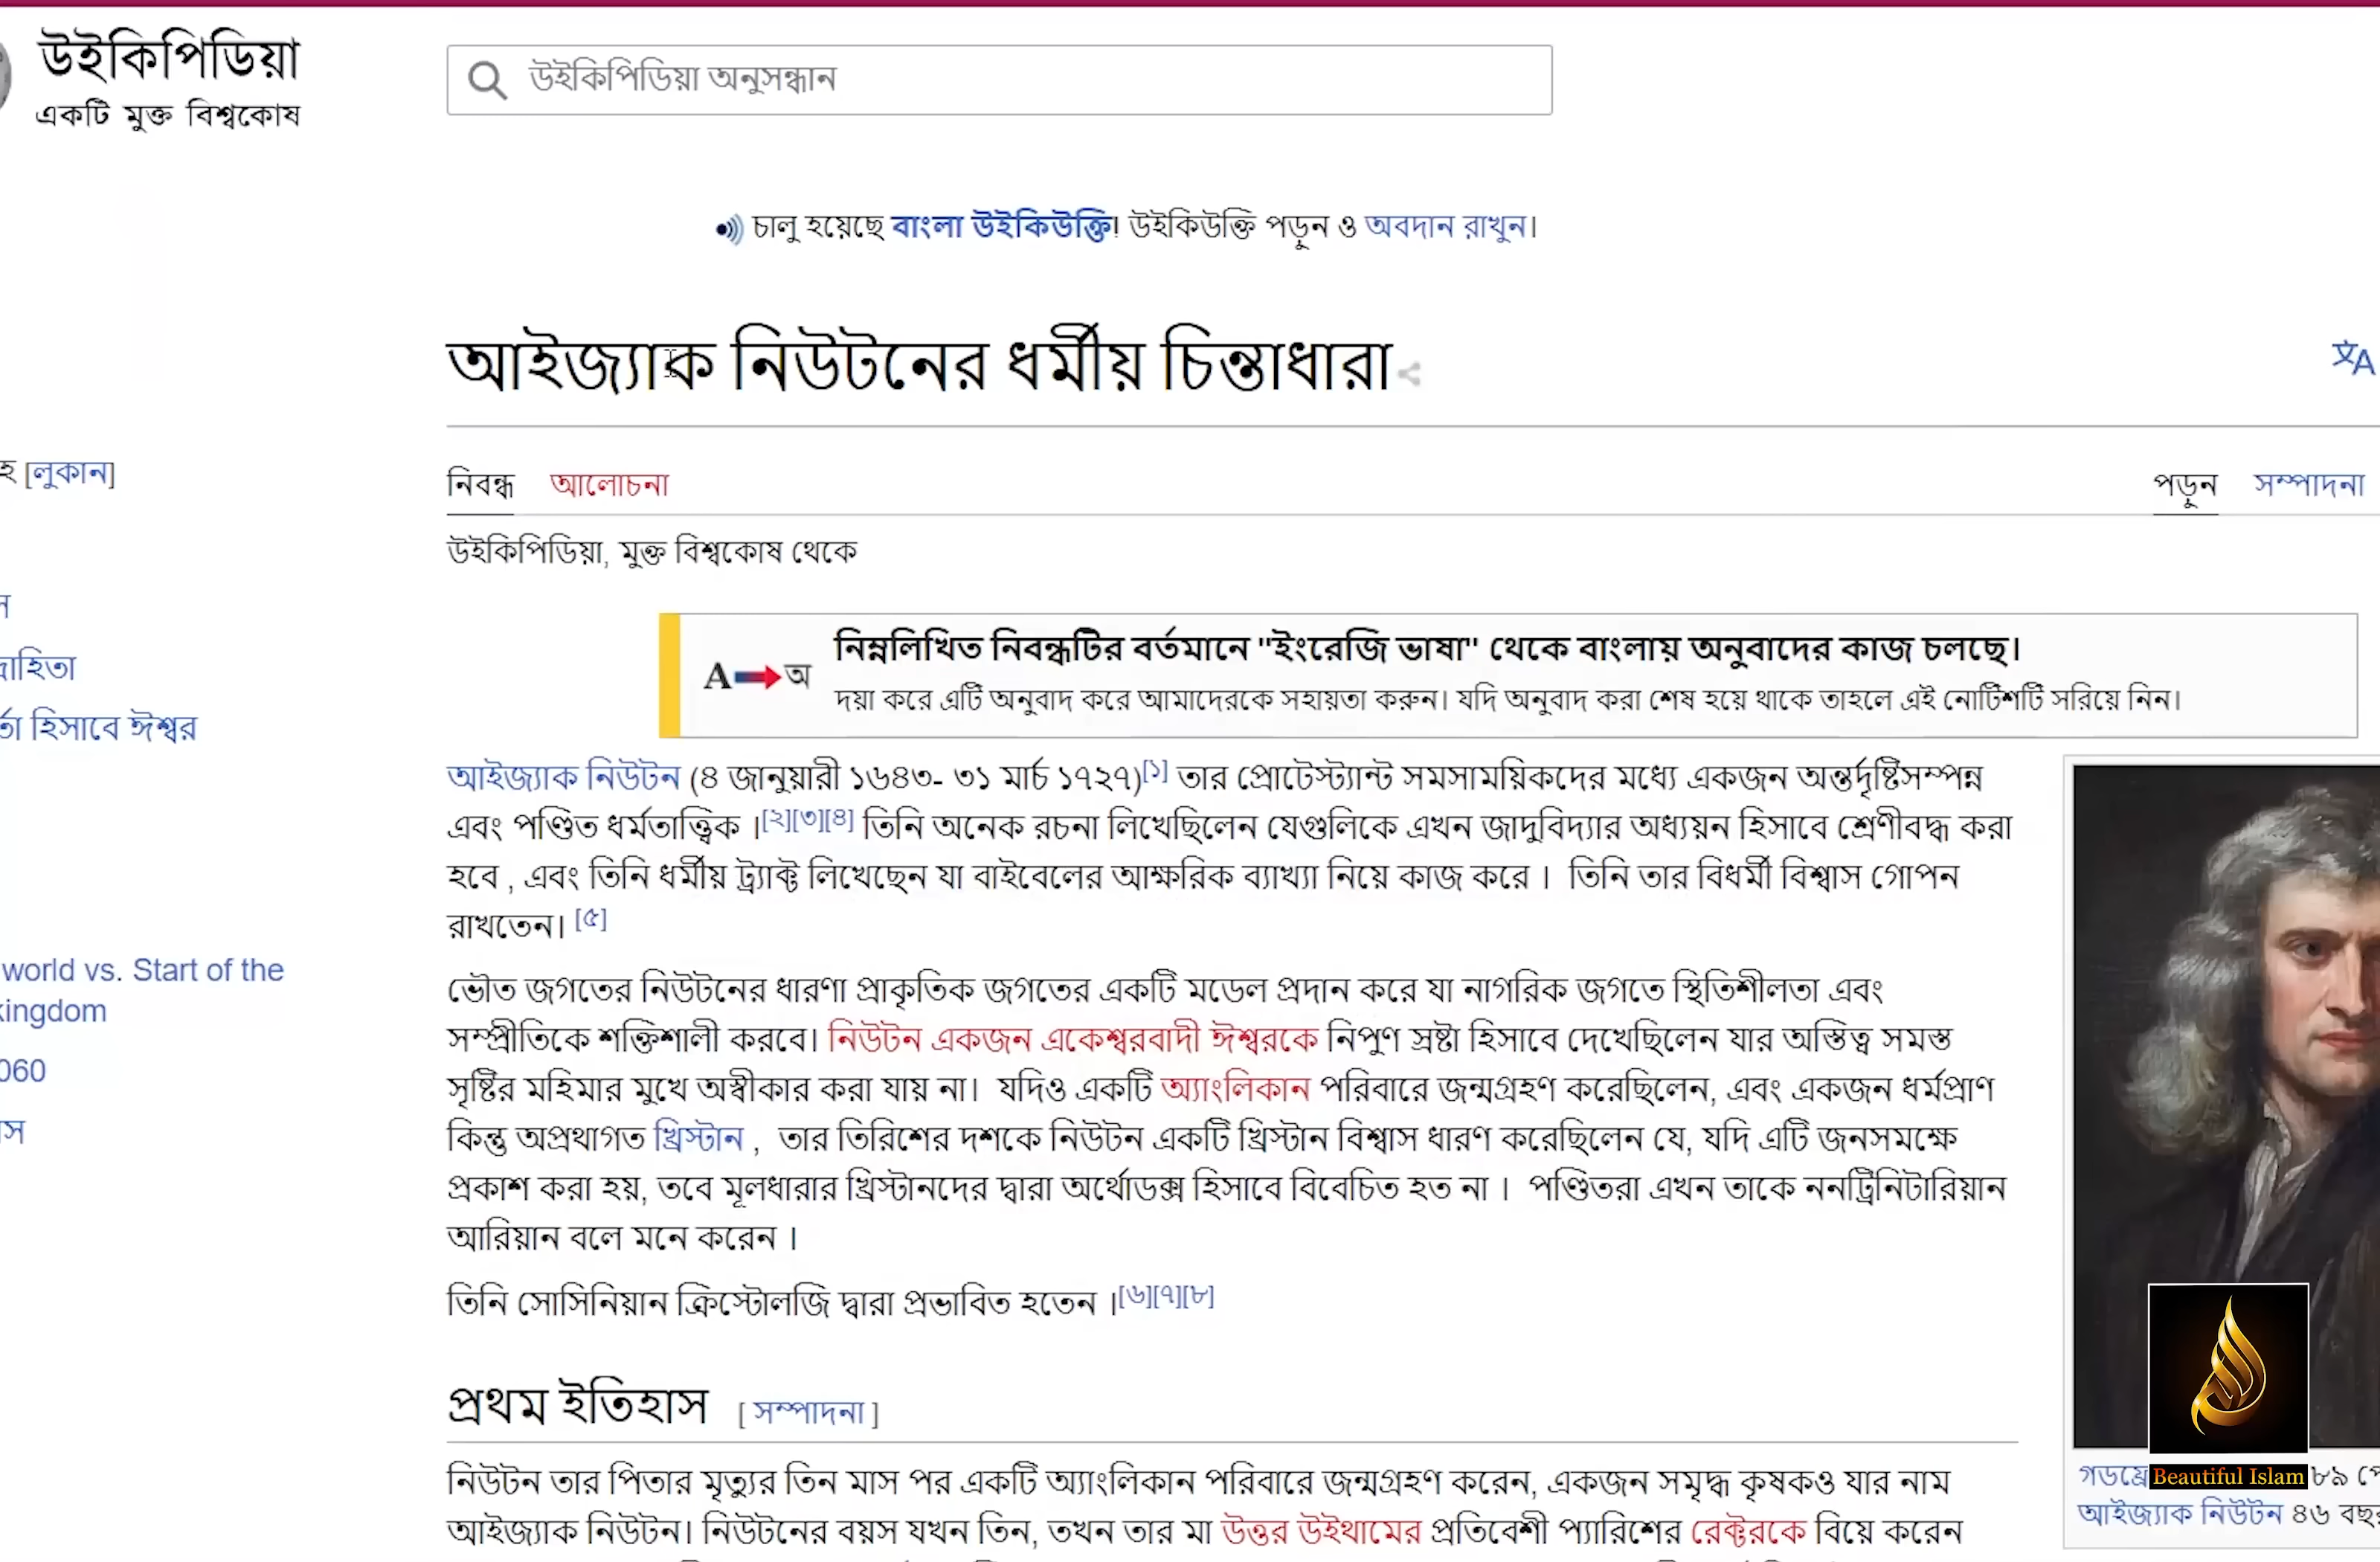 উইকিপিডিয়া
একটি মুক্ত বিশ্বকোষ
উইকিপিডিয়া অনুসন্ধান
চালু হয়েছে বাংলা উইকিউক্তি! উইকিউক্তি পড়ুন ও অবদান রাখুন।
আইজ্যাক নিউটনের ধর্মীয় চিন্তাধারা
[লুকান]
নিবন্ধ আলোচনা
পড়ুন সম্পাদনা
উইকিপিডিয়া, মুক্ত বিশ্বকোষ থেকে
হিসাবে ঈশ্বর
world vs. Start of the
kingdom
নিম্নলিখিত নিবন্ধটির বর্তমানে "ইংরেজি ভাষা" থেকে বাংলায় অনুবাদের কাজ চলছে।
A অ
দয়া করে এটি অনুবাদ করে আমাদেরকে সহায়তা করুন। যদি অনুবাদ করা শেষ হয়ে থাকে তাহলে এই নোটিশটি সরিয়ে নিন।
আইজ্যাক নিউটন (৪ জানুয়ারী ১৬৪৩- ৩১ মার্চ ১৭২৭)[১] তার প্রোটেস্ট্যান্ট সমসাময়িকদের মধ্যে একজন অন্তর্দৃষ্টিসম্পন্ন
এবং পণ্ডিত ধর্মতাত্ত্বিক ।[২][৩][৪] তিনি অনেক রচনা লিখেছিলেন যেগুলিকে এখন জাদুবিদ্যার অধ্যয়ন হিসাবে শ্রেণীবদ্ধ করা
হবে , এবং তিনি ধর্মীয় ট্র্যাক্ট লিখেছেন যা বাইবেলের আক্ষরিক ব্যাখ্যা নিয়ে কাজ করে । তিনি তার বিধর্মী বিশ্বাস গোপন
রাখতেন। [৫]
ভৌত জগতের নিউটনের ধারণা প্রাকৃতিক জগতের একটি মডেল প্রদান করে যা নাগরিক জগতে স্থিতিশীলতা এবং
সম্প্রীতিকে শক্তিশালী করবে। নিউটন একজন একেশ্বরবাদী ঈশ্বরকে নিপুণ স্রষ্টা হিসাবে দেখেছিলেন যার অস্তিত্ব সমস্ত
সৃষ্টির মহিমার মুখে অস্বীকার করা যায় না। যদিও একটি অ্যাংলিকান পরিবারে জন্মগ্রহণ করেছিলেন, এবং একজন ধর্মপ্রাণ
কিন্তু অপ্রথাগত খ্রিস্টান , তার তিরিশের দশকে নিউটন একটি খ্রিস্টান বিশ্বাস ধারণ করেছিলেন যে, যদি এটি জনসমক্ষে
প্রকাশ করা হয়, তবে মূলধারার খ্রিস্টানদের দ্বারা অর্থোডক্স হিসাবে বিবেচিত হত না । পণ্ডিতরা এখন তাকে ননট্রিনিটারিয়ান
আরিয়ান বলে মনে করেন ।
তিনি সোসিনিয়ান ক্রিস্টোলজি দ্বারা প্রভাবিত হতেন ।[৬][৭][৮]
প্রথম ইতিহাস [ সম্পাদনা ]
নিউটন তার পিতার মৃত্যুর তিন মাস পর একটি অ্যাংলিকান পরিবারে জন্মগ্রহণ করেন, একজন সমৃদ্ধ কৃষকও যার নাম
আইজ্যাক নিউটন। নিউটনের বয়স যখন তিন, তখন তার মা উত্তর উইথামের প্রতিবেশী প্যারিশের রেক্টরকে বিয়ে করেন
Beautiful Islam
আইজ্যাক নিউটন ৪৬